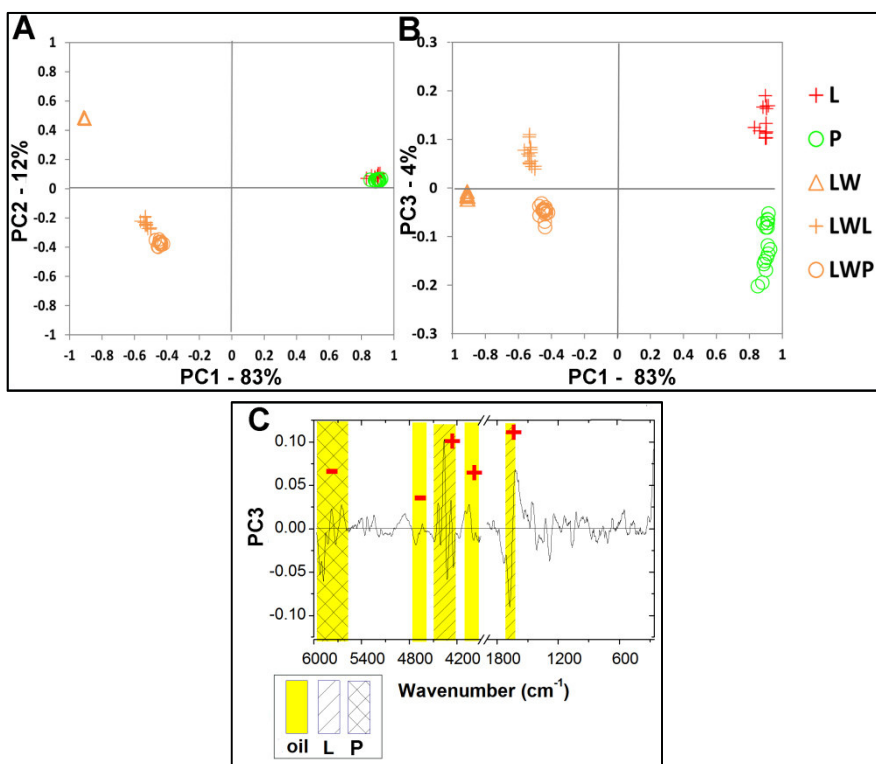 A
PC2 - 12%
1
0.8
0.6
0.4
0.2
0
-0.2
-0.4
-0.6
-0.8
-1
-1 -0.8 -0.6 -0.4 -0.2 0 0.2 0.4 0.6 0.8 1
PC1 - 83%
B
PC3 - 4%
0.3
0.2
0.1
0
-0.1
-0.2
-0.3
1 -0.8 -0.6 -0.4 -0.2 0 0.2 0.4 0.6 0.8 1
PC1 - 83%
L
P
LW
LWL
LWP
C
PC3
0.10
0.05
0.00
-0.05
-0.10
- - + + +
6000 5400 4800 4200 1800 1200 600
Wavenumber (cm⁻¹)
oil L P